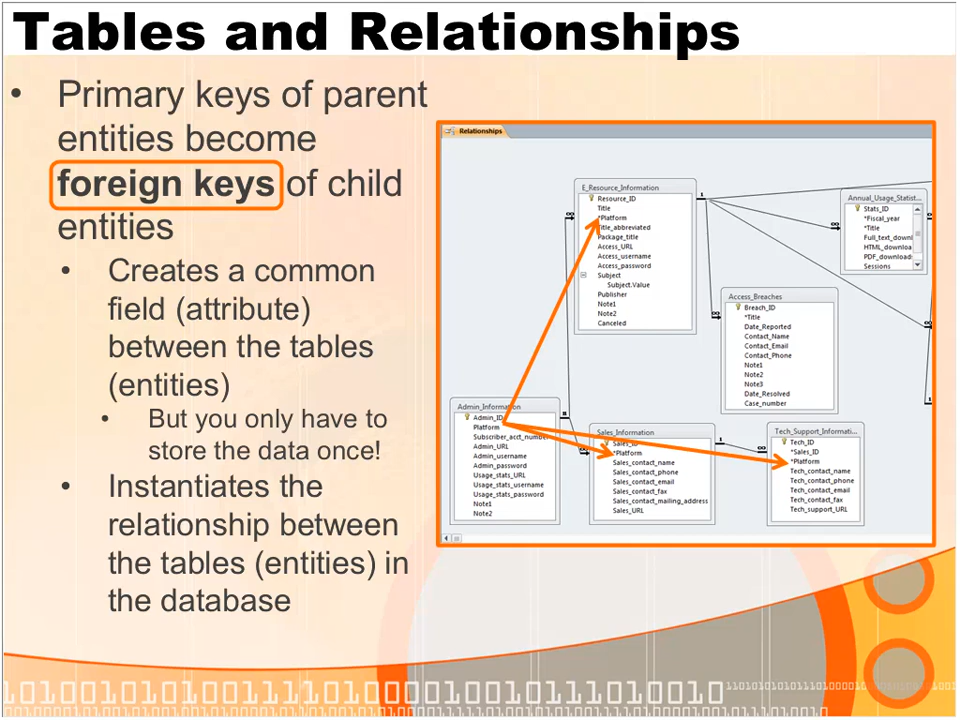 Tables and Relationships
• Primary keys of parent
entities become
foreign keys of child
entities
• Creates a common
field (attribute)
between the tables
(entities)
• But you only have to
store the data once!
• Instantiates the
relationship between
the tables (entities) in
the database
Relationships
E_Resource_Information
Resource_ID
Title
*Platform
Title_abbreviated
Package_title
Access_URL
Access_username
Access_password
Subject
Subject.Value
Publisher
Note1
Note2
Canceled
Annual_Usage_Statist...
Stats_ID
*Fiscal_year
*Title
Full_text_downl
HTML_downloa
PDF_download
Sessions
Access_Breaches
Breach_ID
*Title
Date_Reported
Contact_Name
Contact_Email
Contact_Phone
Note1
Note2
Note3
Date_Resolved
Case_number
Admin_Information
Admin_ID
Platform
Subscriber_acct_number
Admin_URL
Admin_username
Admin_password
Usage_stats_URL
Usage_stats_username
Usage_stats_password
Note1
Note2
Sales_Information
Sales_ID
*Platform
Sales_contact_name
Sales_contact_phone
Sales_contact_email
Sales_contact_fax
Sales_contact_mailing_address
Sales_URL
Tech_Support_Informati...
Tech_ID
*Sales_ID
*Platform
Tech_contact_name
Tech_contact_phone
Tech_contact_email
Tech_contact_fax
Tech_support_URL